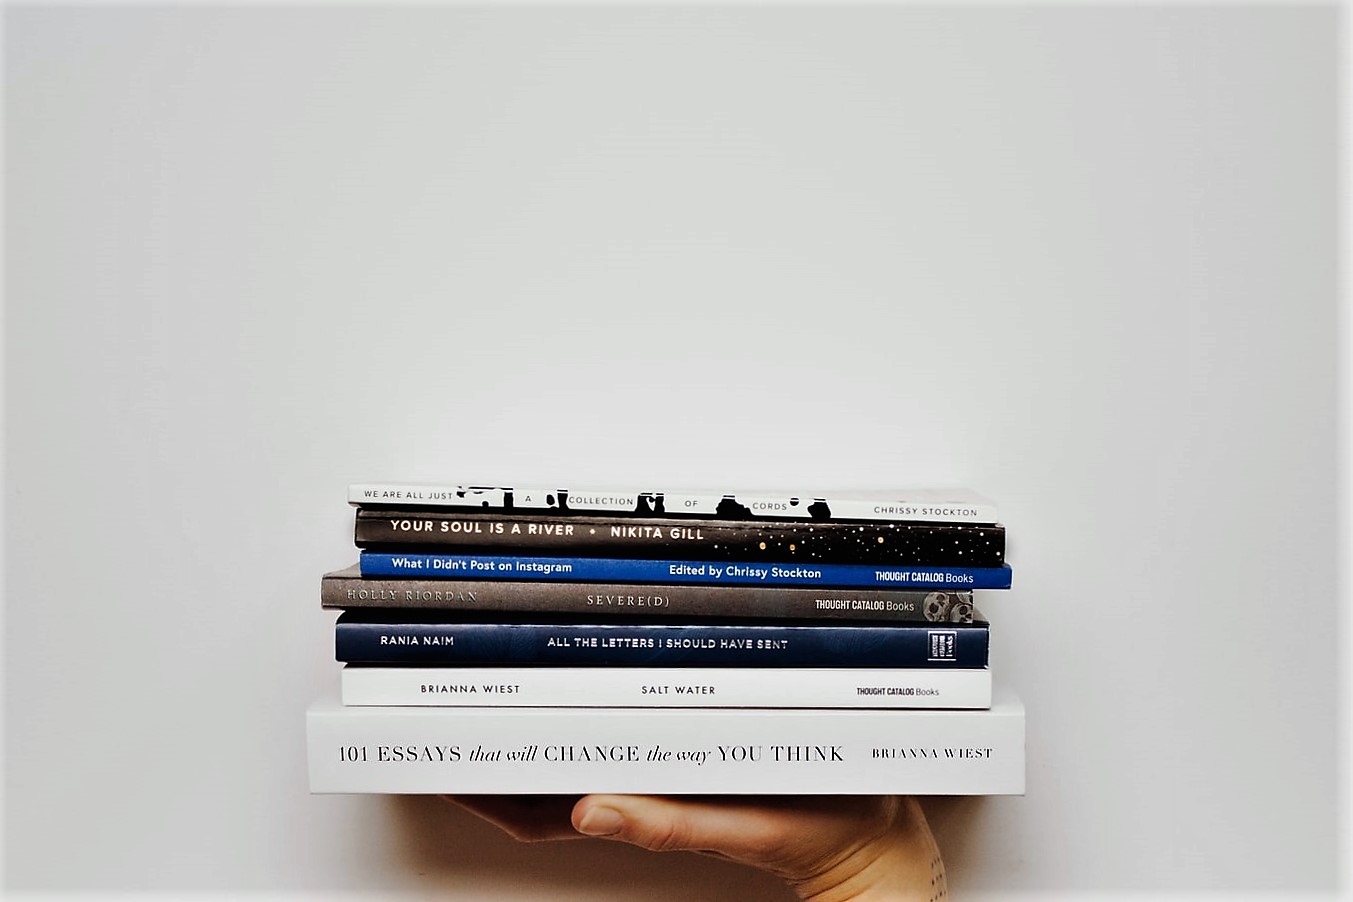 WE ARE ALL JUST A COLLECTION OF CORDS CHRISSY STOCKTON
YOUR SOUL IS A RIVER • NIKITA GILL
What I Didn't Post on Instagram Edited by Chrissy Stockton THOUGHT CATALOG Books
HOLLY RIORDAN SEVERE(D) THOUGHT CATALOG Books
RANIA NAIM ALL THE LETTERS I SHOULD HAVE SENT Books
BRIANNA WIEST SALT WATER THOUGHT CATALOG Books
101 ESSAYS that will CHANGE the way YOU THINK BRIANNA WIEST